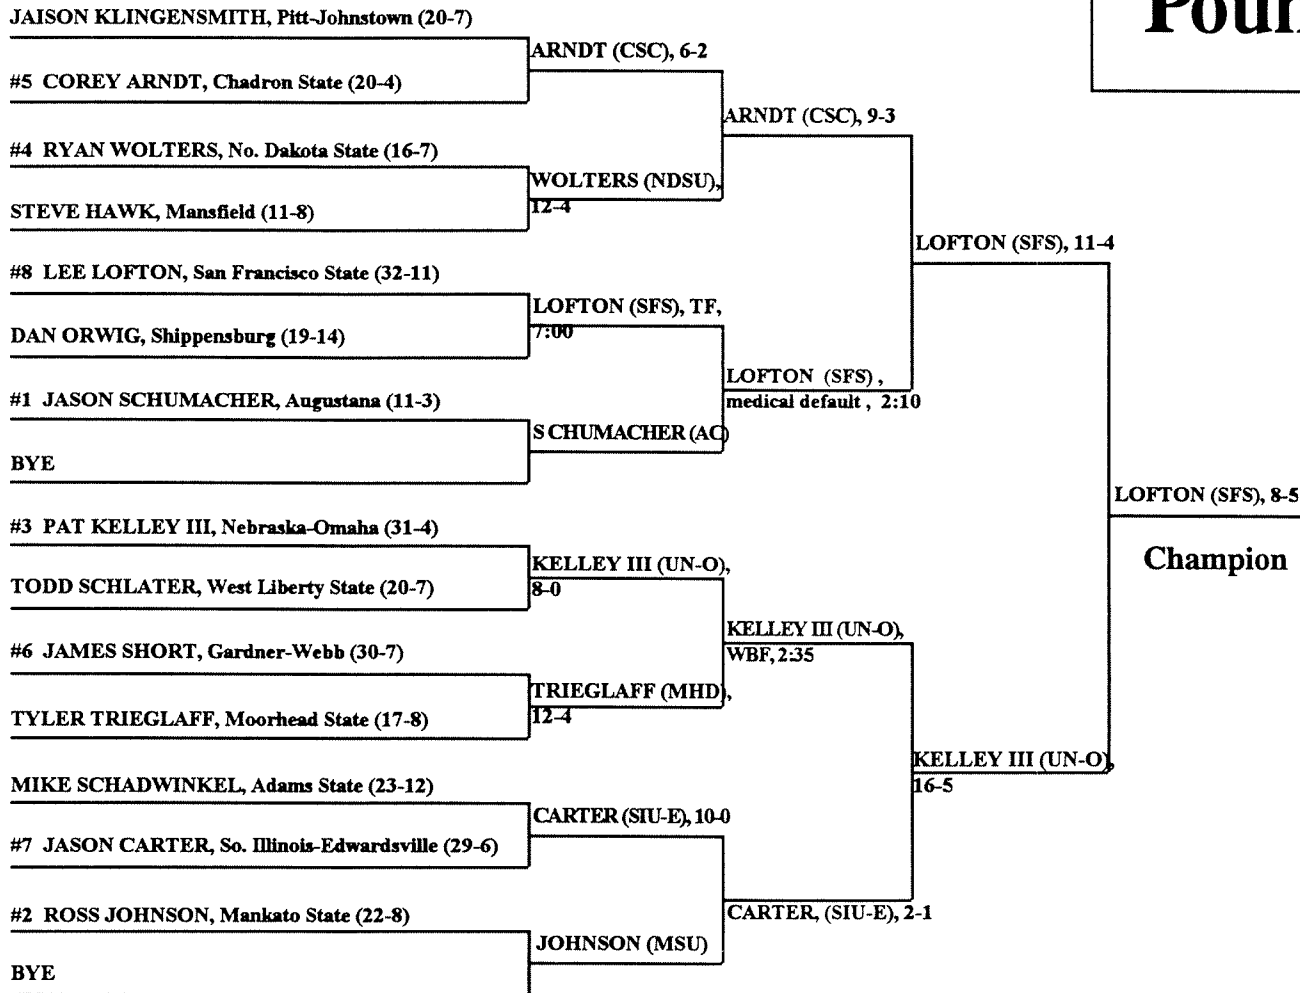 JAISON KLINGENSMITH, Pitt-Johnstown (20-7)
ARNDT (CSC), 6-2
#5 COREY ARNDT, Chadron State (20-4)
ARNDT (CSC), 9-3
#4 RYAN WOLTERS, No. Dakota State (16-7)
WOLTERS (NDSU),
12-4
STEVE HAWK, Mansfield (11-8)
LOFTON (SFS), 11-4
#8 LEE LOFTON, San Francisco State (32-11)
LOFTON (SFS), TF,
7:00
DAN ORWIG, Shippensburg (19-14)
LOFTON (SFS) ,
medical default , 2:10
#1 JASON SCHUMACHER, Augustana (11-3)
SCHUMACHER (AC)
BYE
LOFTON (SFS), 8-5
Champion
#3 PAT KELLEY III, Nebraska-Omaha (31-4)
KELLEY III (UN-O),
8-0
TODD SCHLATER, West Liberty State (20-7)
KELLEY III (UN-O),
WBF, 2:35
#6 JAMES SHORT, Gardner-Webb (30-7)
TRIEGLAFF (MHD),
12-4
TYLER TRIEGLAFF, Moorhead State (17-8)
KELLEY III (UN-O),
16-5
MIKE SCHADWINKEL, Adams State (23-12)
CARTER (SIU-E), 10-0
#7 JASON CARTER, So. Illinois-Edwardsville (29-6)
CARTER, (SIU-E), 2-1
#2 ROSS JOHNSON, Mankato State (22-8)
JOHNSON (MSU)
BYE